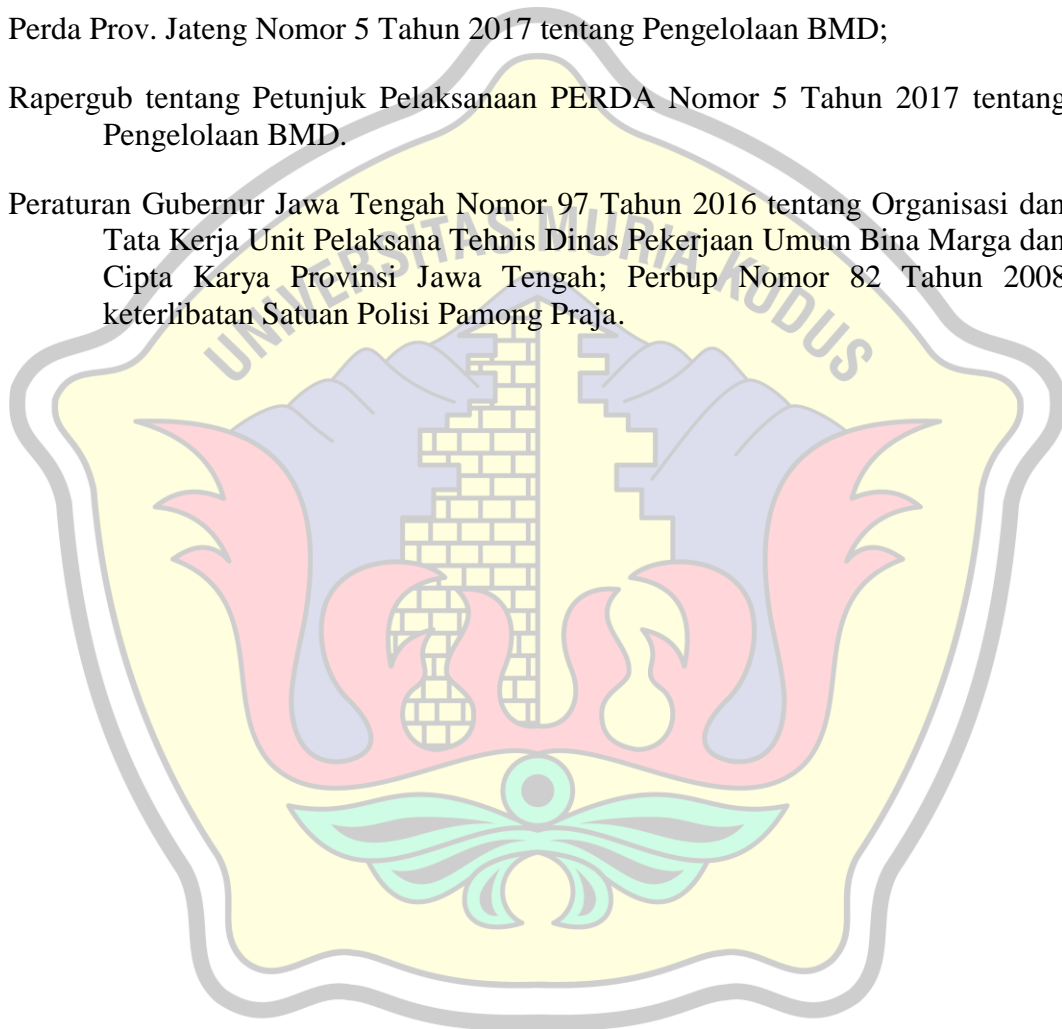 Perda Prov. Jateng Nomor 5 Tahun 2017 tentang Pengelolaan BMD;
Rapergub tentang Petunjuk Pelaksanaan PERDA Nomor 5 Tahun 2017 tentang
Pengelolaan BMD.
Peraturan Gubernur Jawa Tengah Nomor 97 Tahun 2016 tentang Organisasi dan
Tata Kerja Unit Pelaksana Tehnis Dinas Pekerjaan Umum Bina Marga dan
Cipta Karya Provinsi Jawa Tengah; Perbup Nomor 82 Tahun 2008
keterlibatan Satuan Polisi Pamong Praja.
UNIVERSITAS MURIA KUDUS